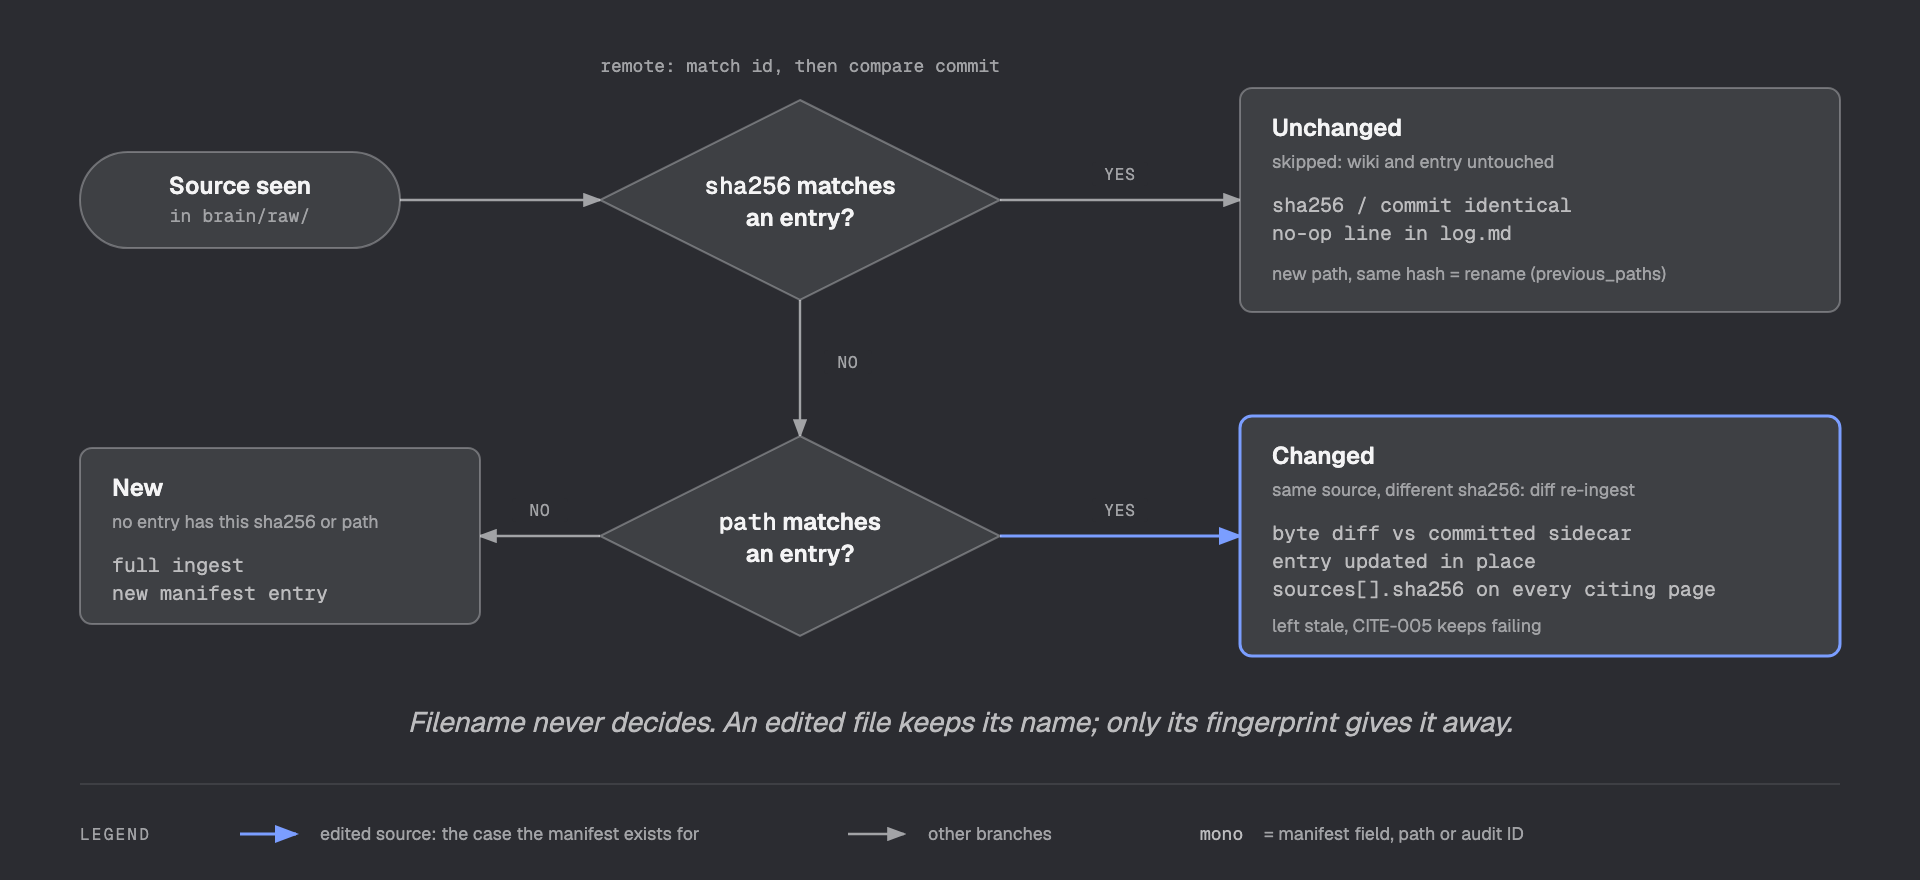 remote: match id, then compare commit
Source seen
in brain/raw/
sha256 matches
an entry?
YES
Unchanged
skipped: wiki and entry untouched
sha256 / commit identical
no-op line in log.md
new path, same hash = rename (previous_paths)
NO
New
no entry has this sha256 or path
full ingest
new manifest entry
NO
path matches
an entry?
YES
Changed
same source, different sha256: diff re-ingest
byte diff vs committed sidecar
entry updated in place
sources[].sha256 on every citing page
left stale, CITE-005 keeps failing
Filename never decides. An edited file keeps its name; only its fingerprint gives it away.
LEGEND
edited source: the case the manifest exists for
other branches
mono = manifest field, path or audit ID